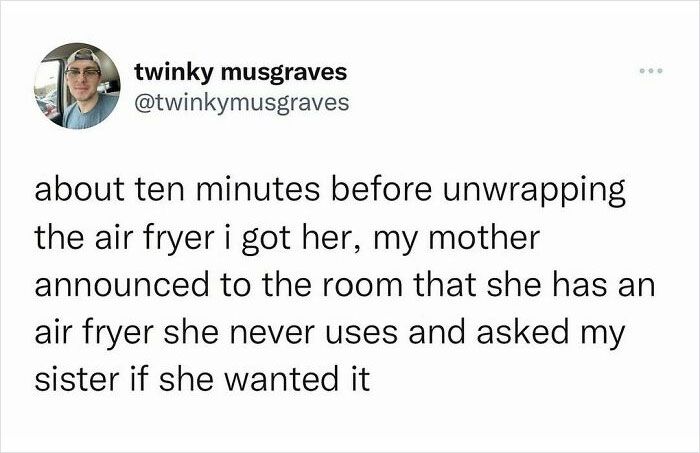 twinky musgraves
@twinkymusgraves
about ten minutes before unwrapping
the air fryer i got her, my mother
announced to the room that she has an
air fryer she never uses and asked my
sister if she wanted it